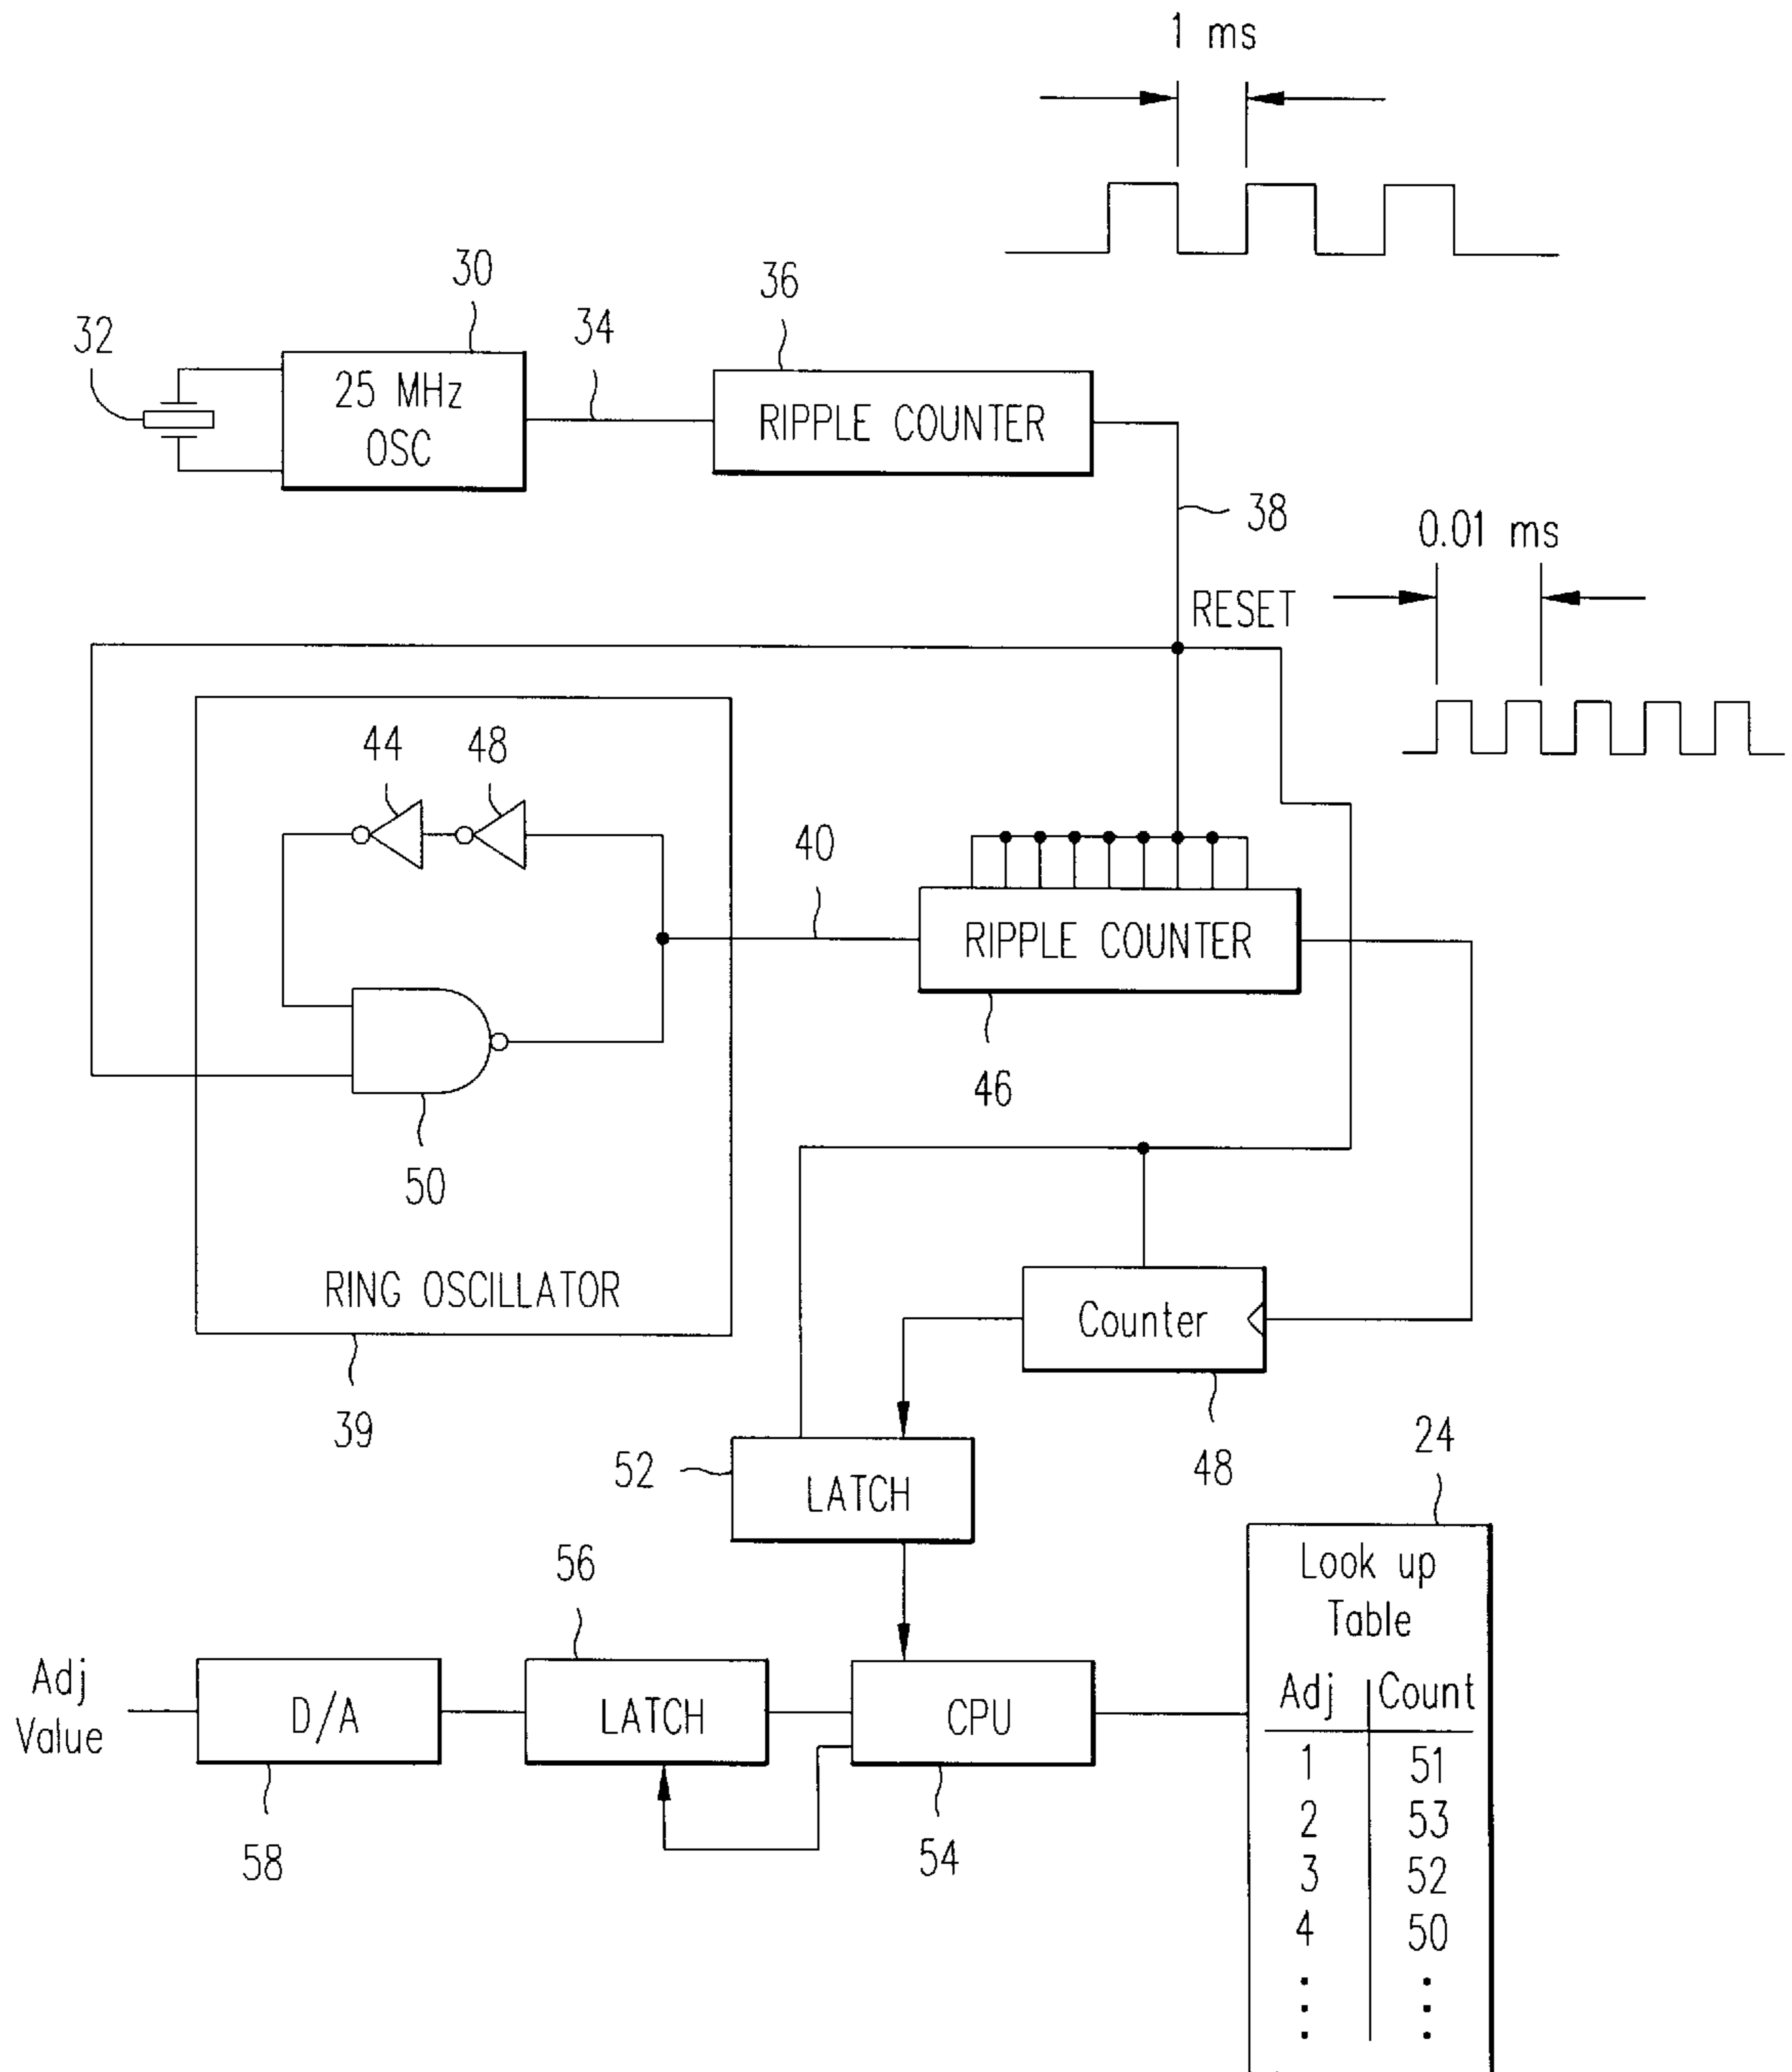 1 ms
30
36
34
32
25 MHz
OSC
RIPPLE COUNTER
38
0.01 ms
RESET
44
48
40
RIPPLE COUNTER
46
50
RING OSCILLATOR
39
Counter
48
52
LATCH
24
Look up
Table
Adj Count
1 51
2 53
3 52
4 50
56
Adj
Value
D/A
LATCH
CPU
58
54